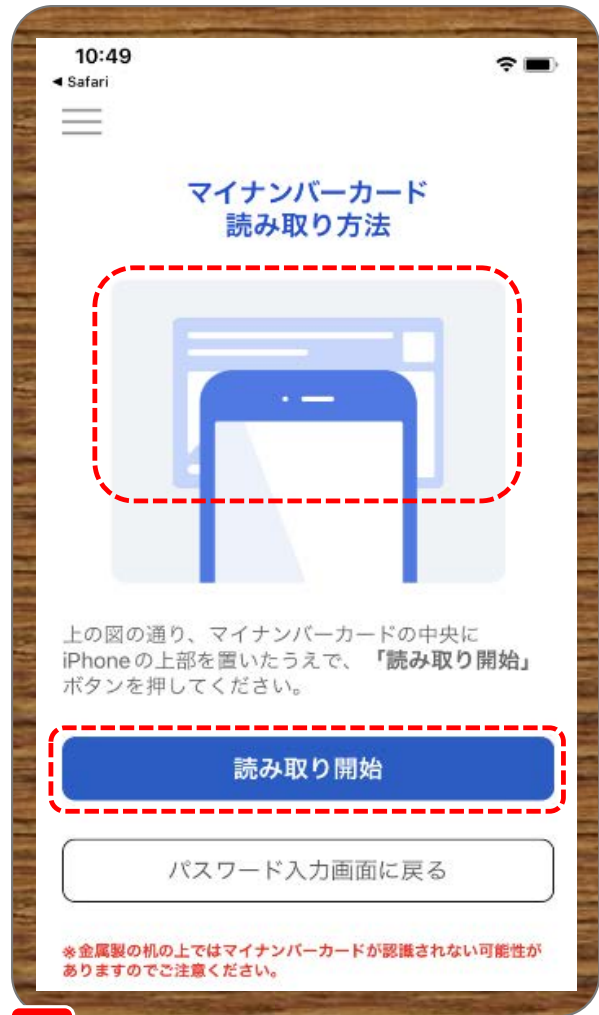 10:49
◀ Safari
マイナンバーカード
読み取り方法
上の図の通り、マイナンバーカードの中央に
iPhoneの上部を置いたうえで、「読み取り開始」
ボタンを押してください。
読み取り開始
パスワード入力画面に戻る
※金属製の机の上ではマイナンバーカードが認識されない可能性が
ありますのでご注意ください。